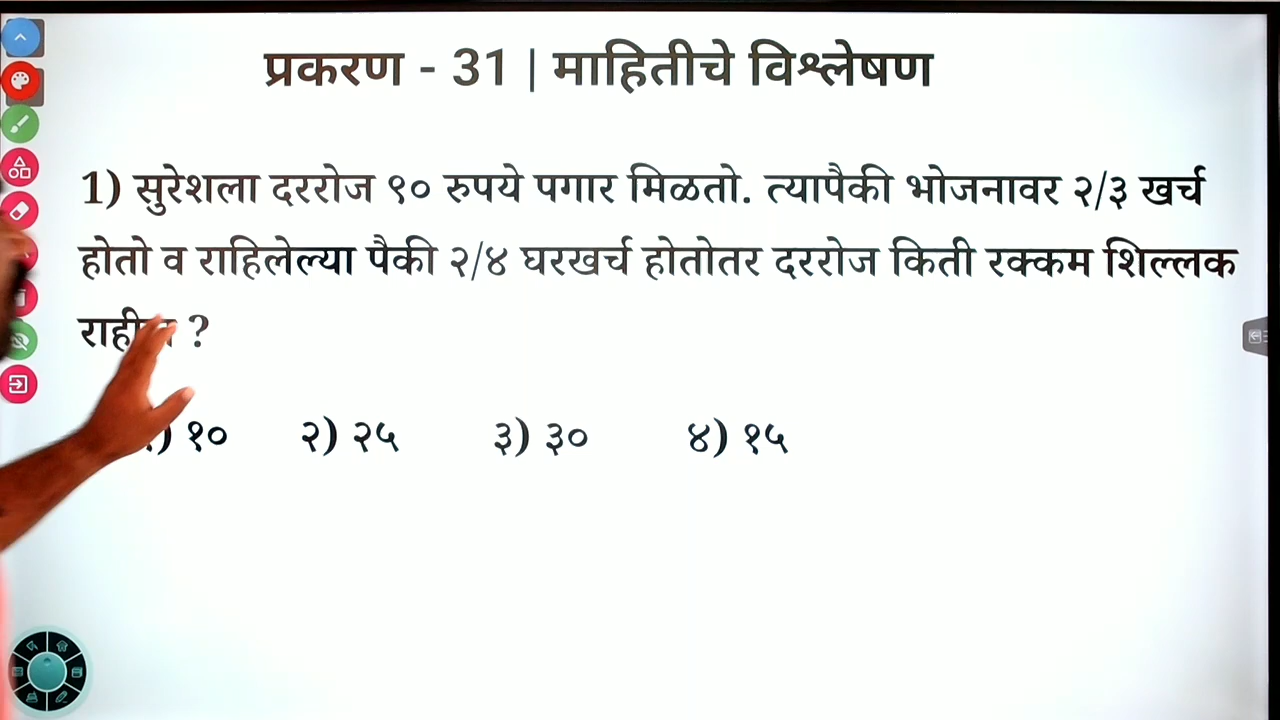 प्रकरण - 31 | माहितीचे विश्लेषण
1) सुरेशला दररोज ९० रुपये पगार मिळतो. त्यापैकी भोजनावर २/३ खर्च
होतो व राहिलेल्या पैकी २/४ घरखर्च होतोतर दररोज किती रक्कम शिल्लक
?
१० २) २५ ३) ३० ४) १५